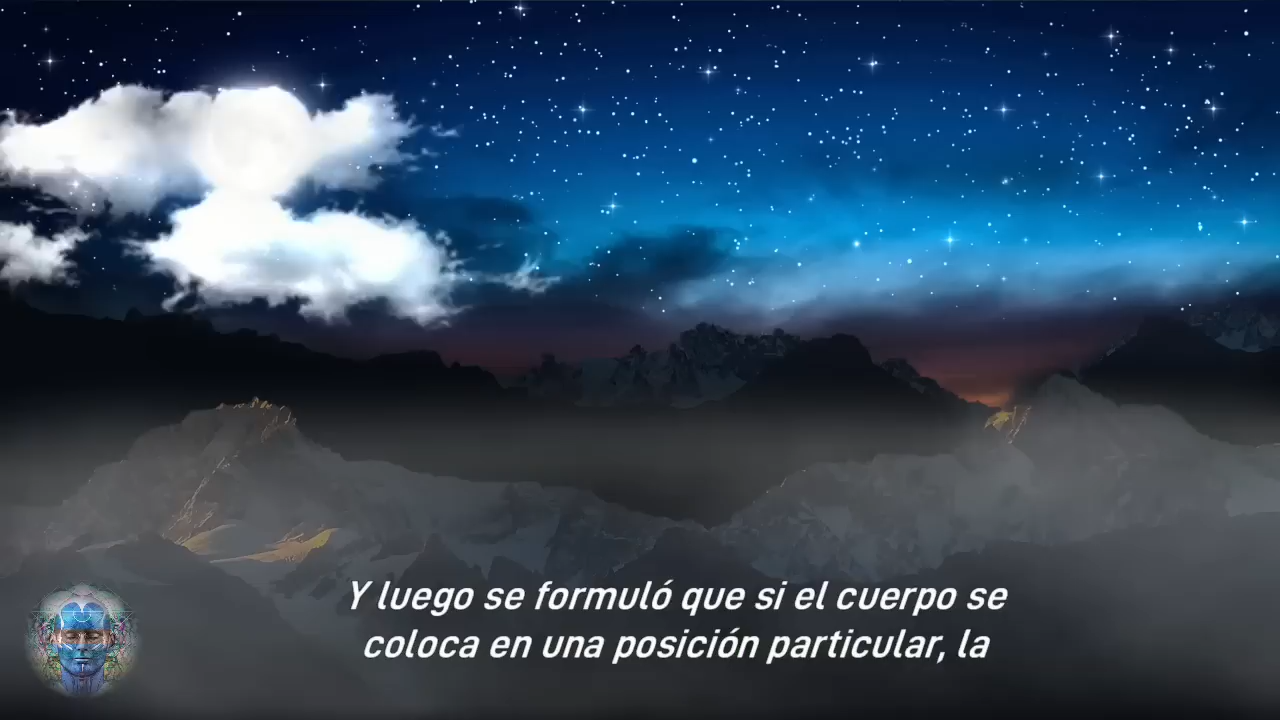 Y luego se formuló que si el cuerpo se
coloca en una posición particular, la